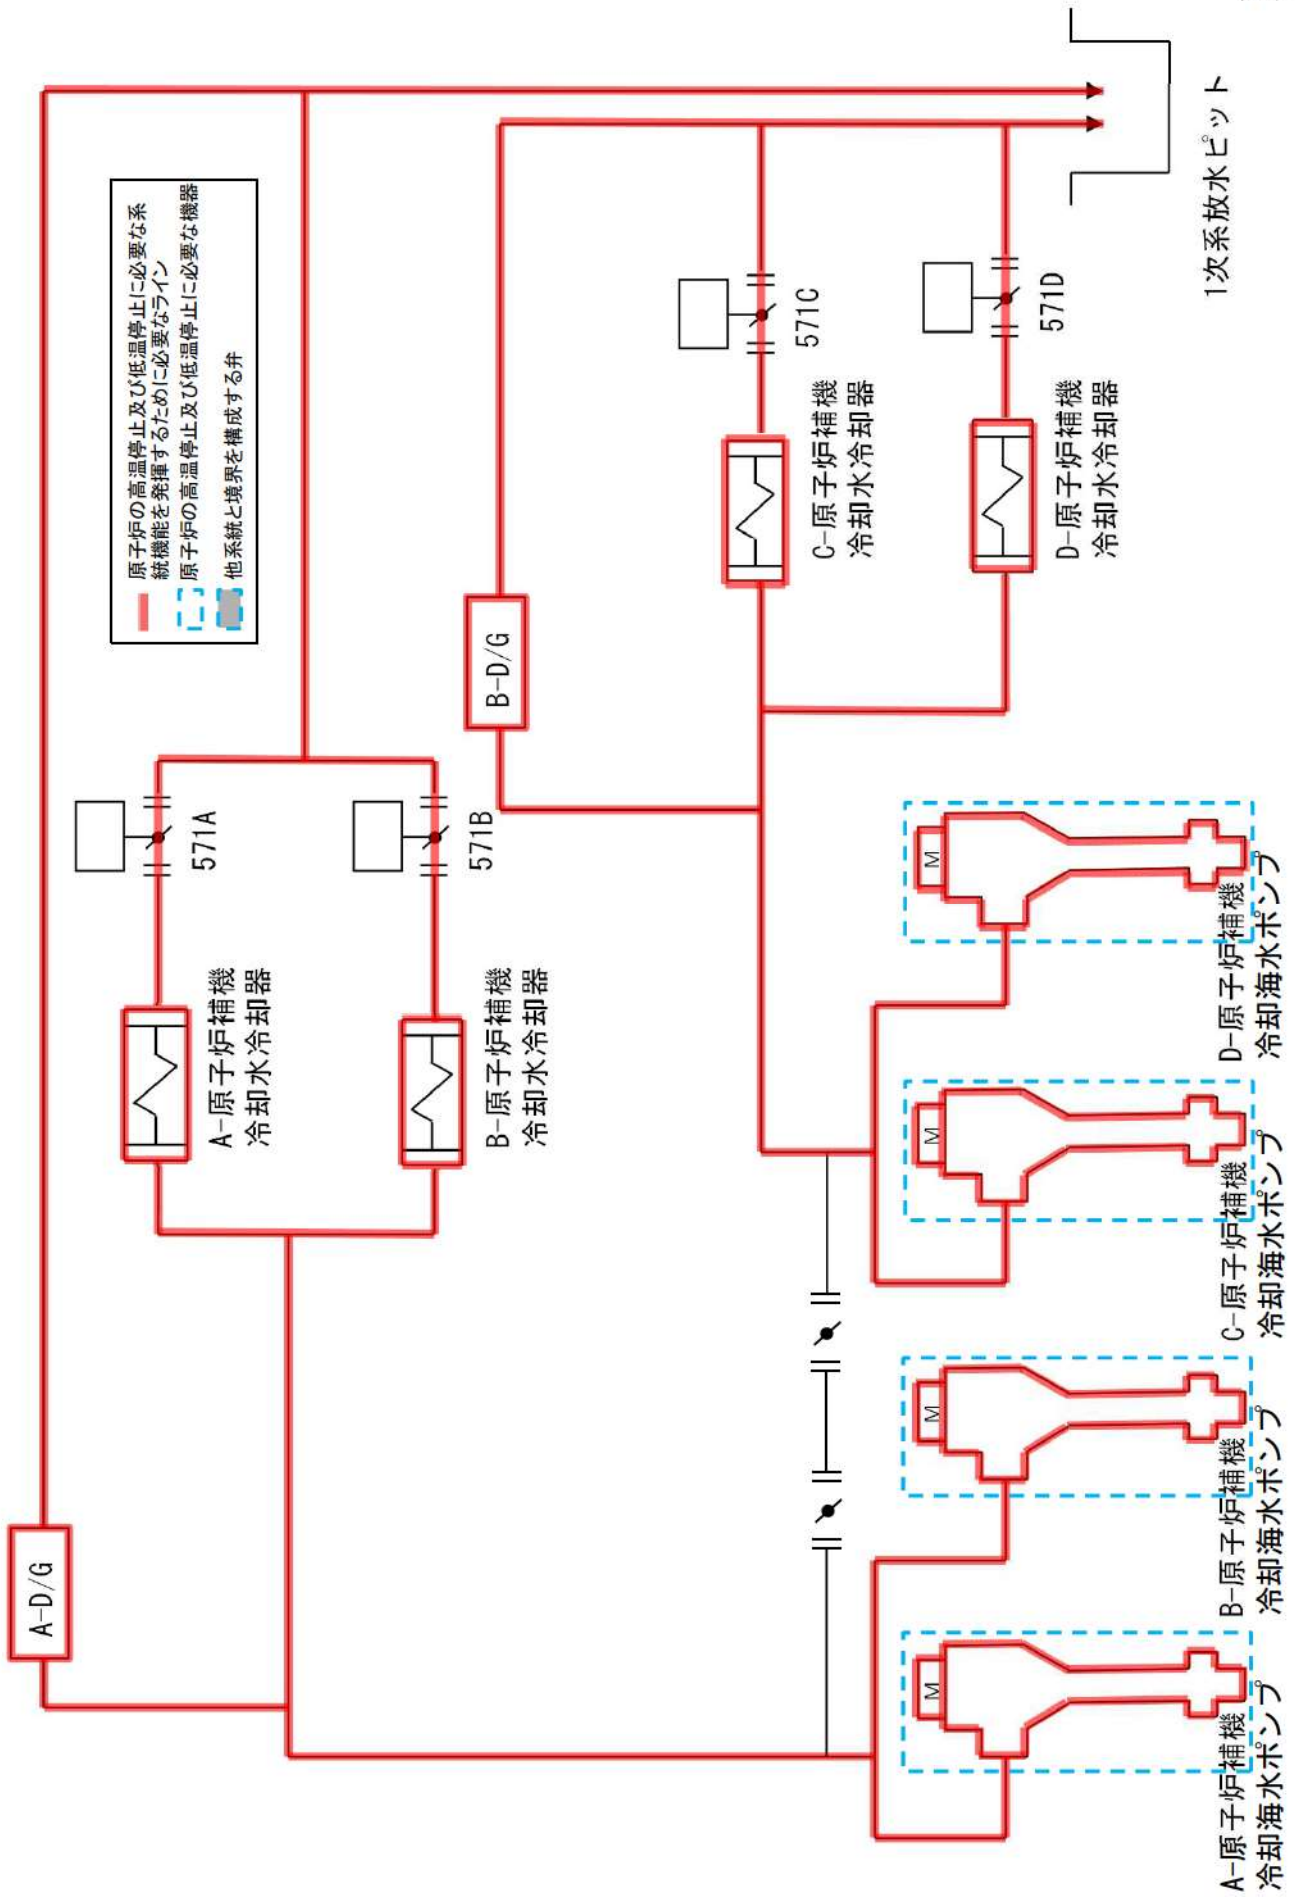 原子炉の高温停止及び低温停止に必要な系
統機能を発揮するために必要なライン
原子炉の高温停止及び低温停止に必要な機器
他系統と境界を構成する弁
A-D/G
571A
A-原子炉補機
冷却水冷却器
571B
B-原子炉補機
冷却水冷却器
B-D/G
571C
C-原子炉補機
冷却水冷却器
571D
D-原子炉補機
冷却水冷却器
M
A-原子炉補機
冷却海水ポンプ
M
B-原子炉補機
冷却海水ポンプ
M
C-原子炉補機
冷却海水ポンプ
M
D-原子炉補機
冷却海水ポンプ
1次系放水ピット